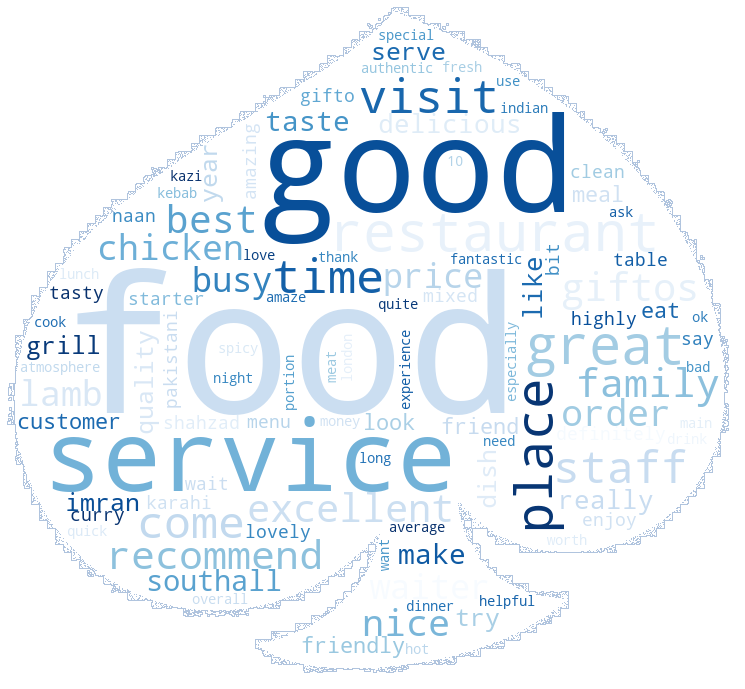 special
serve
authentic fresh
gifto visit use
indian
taste delicious
good
year amazing 10
kazi clean
kebab meal
naan best ask
restaurant
chicken love thank fantastic bit table
lunch busy time price like giftos
tasty starter amaze mixed
quite highly eat ok
cook food
grill pakistani quality spicy meat london experience especially great say
atmosphere night portion bad
lamb family
customer shahzad menu money look friend place order main
service definitely drink
long need
wait dish staff
imran karahi excellent really
curry come enjoy
quick lovely average worth
recommend want make
southall waiter
overall dinner helpful
nice try
friendly hot